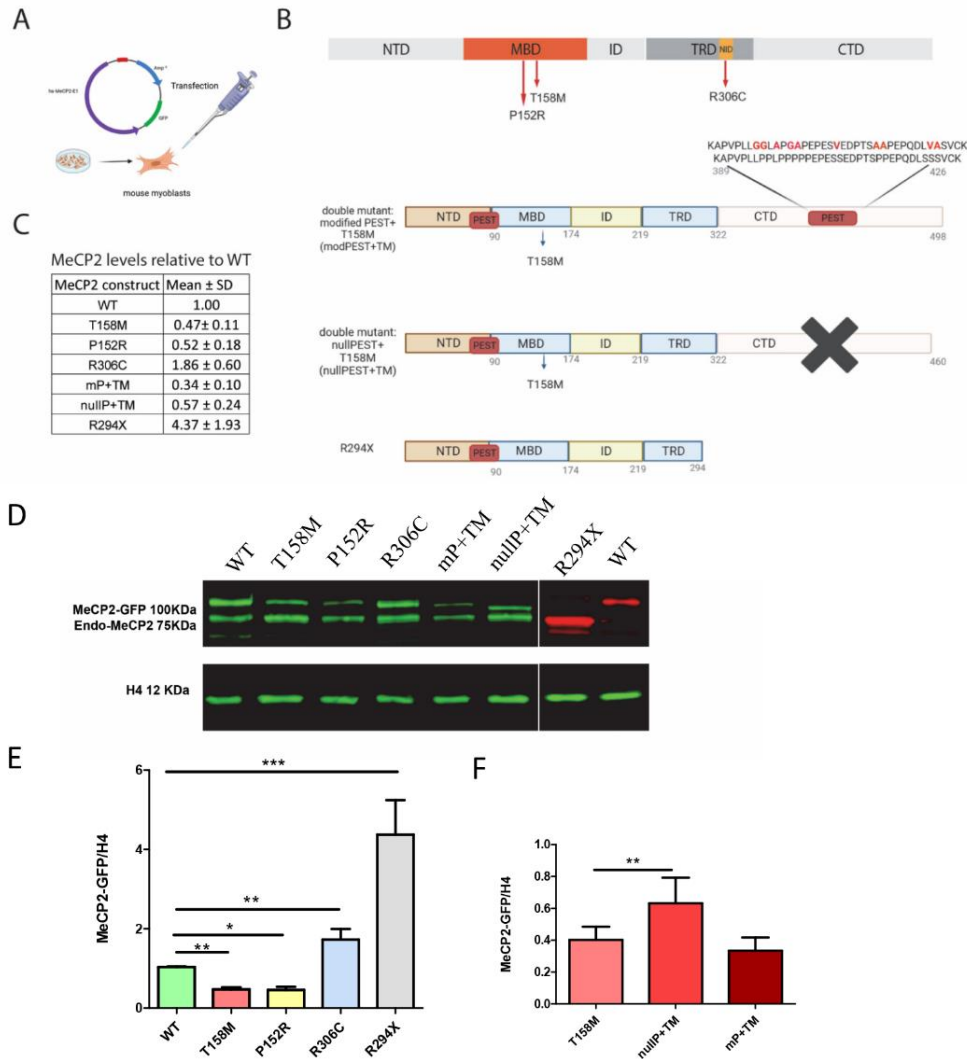 A
he-MeCP2-E1
Amp r
Transfection
GFP
mouse myoblasts
B
NTD MBD ID TRD NID CTD
T158M
P152R
R306C
KAPVPLLGGLAPGAPEPESVEDPTSAAPEPQDLVASVCK
KAPVPLLPPLPPPPPEPESSEDPTSPPEPQDLSSSVCK
389 426
double mutant:
modified PEST+
T158M
(modPEST+TM)
NTD PEST MBD ID TRD CTD PEST
90 174 219 322 498
T158M
double mutant:
nullPEST+
T158M
(nullPEST+TM)
NTD PEST MBD ID TRD CTD
90 174 219 322 460
T158M
R294X
NTD PEST MBD ID TRD
90 174 219 294
C
MeCP2 levels relative to WT
MeCP2 construct Mean ± SD
WT 1.00
T158M 0.47± 0.11
P152R 0.52 ± 0.18
R306C 1.86 ± 0.60
mP+TM 0.34 ± 0.10
nullP+TM 0.57 ± 0.24
R294X 4.37 ± 1.93
D
WT T158M P152R R306C mP+TM nullP+TM R294X WT
MeCP2-GFP 100KDa
Endo-MeCP2 75KDa
H4 12 KDa
E
MeCP2-GFP/H4
6
4
2
0
***
**
*
**
WT T158M P152R R306C R294X
F
MeCP2-GFP/H4
1.0
0.8
0.6
0.4
0.2
0.0
**
T158M nullP+TM mP+TM